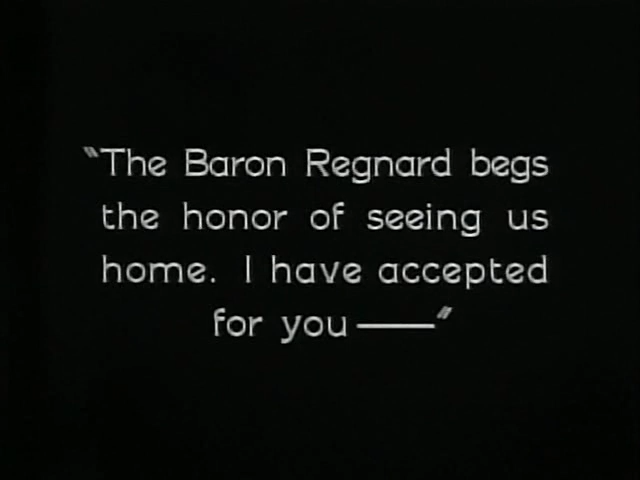 "The Baron Regnard begs
the honor of seeing us
home. I have accepted
for you ——"